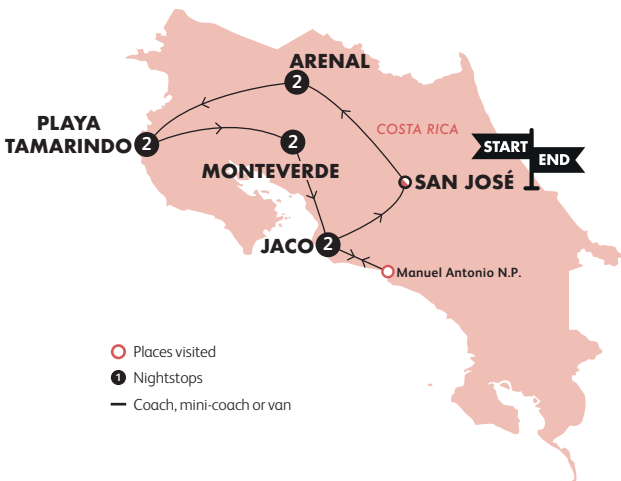 ARENAL
2
COSTA RICA
PLAYA
TAMARINDO
2
2
MONTEVERDE
START
END
SAN JOSÉ
JACO
2
Manuel Antonio N.P.
Places visited
1 Nightstops
Coach, mini-coach or van